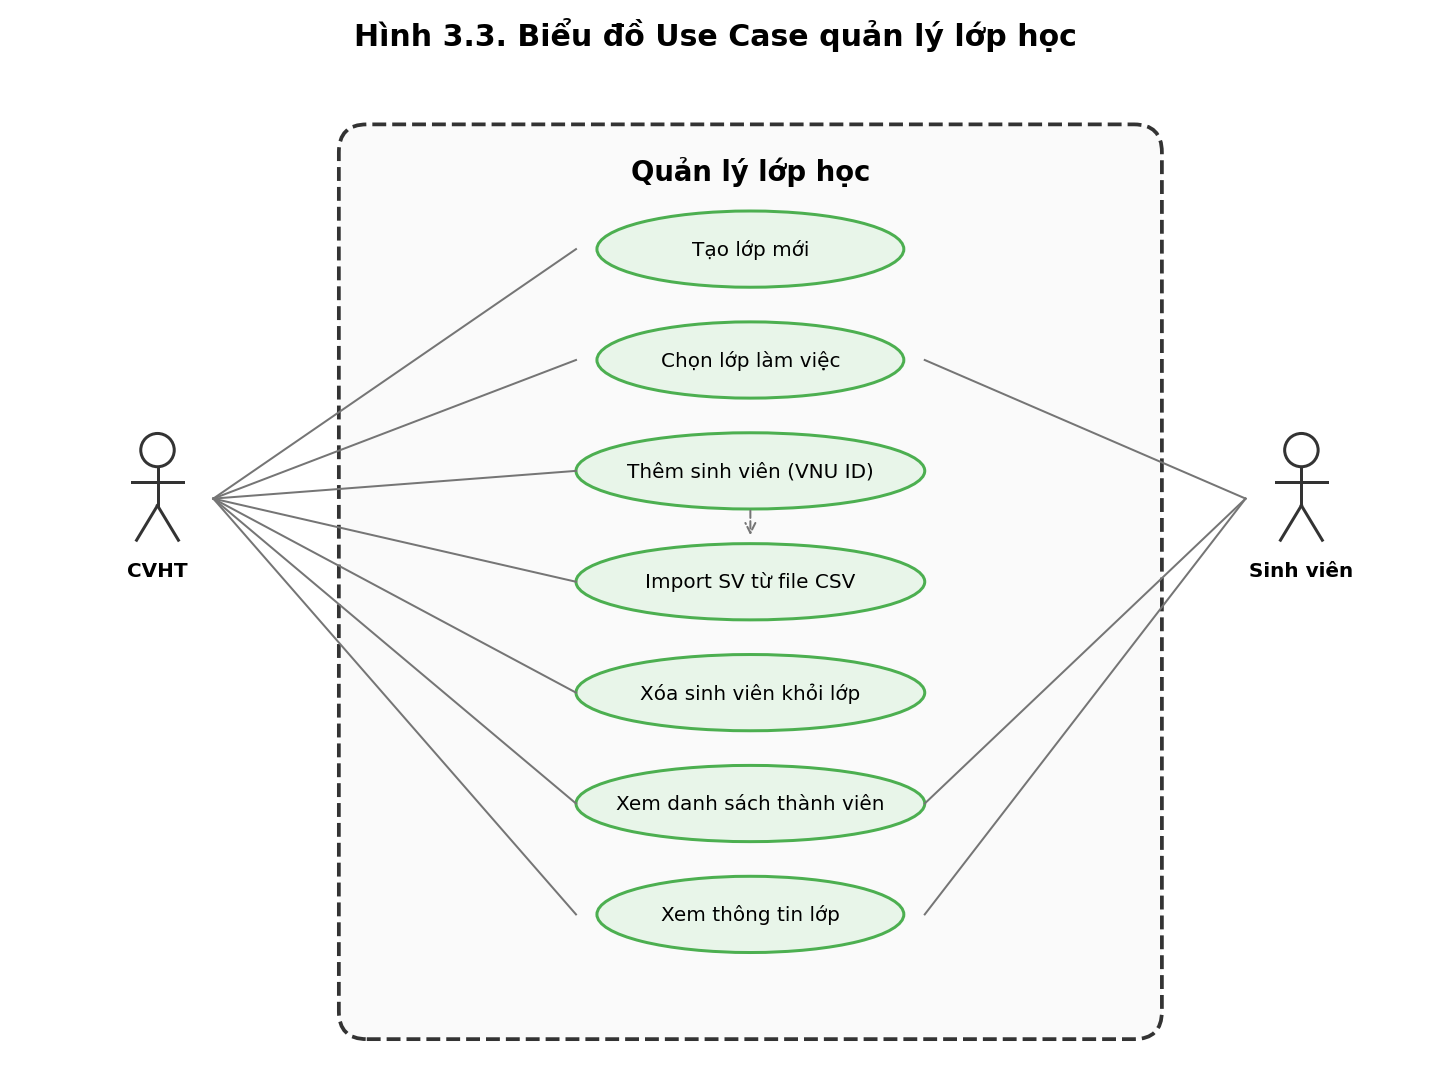 Hình 3.3. Biểu đồ Use Case quản lý lớp học
Quản lý lớp học
Tạo lớp mới
Chọn lớp làm việc
Thêm sinh viên (VNU ID)
Import SV từ file CSV
Xóa sinh viên khỏi lớp
Xem danh sách thành viên
Xem thông tin lớp
CVHT
Sinh viên